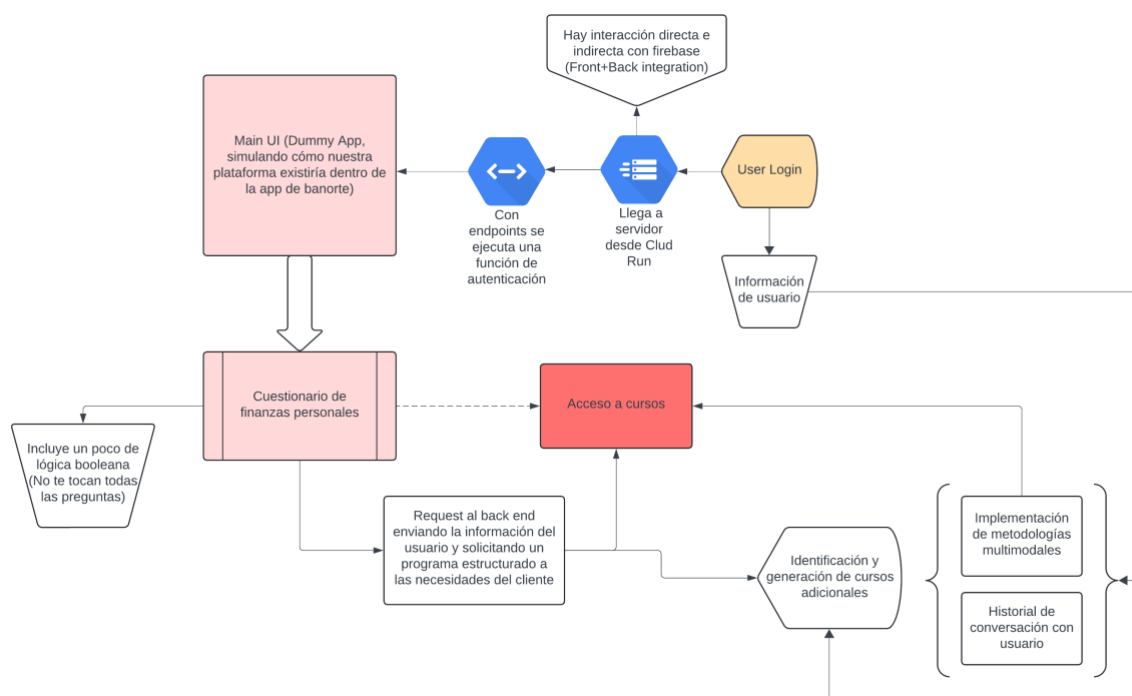 Hay interacción directa e
indirecta con firebase
(Front+Back integration)
Main UI (Dummy App,
simulando cómo nuestra
plataforma existiría dentro de
la app de banorte)
Con
endpoints se
ejecuta una
función de
autenticación
Llega a
servidor
desde Clud
Run
User Login
Información
de usuario
Cuestionario de
finanzas personales
Acceso a cursos
Incluye un poco de
lógica booleana
(No te tocan todas
las preguntas)
Request al back end
enviando la información del
usuario y solicitando un
programa estructurado a
las necesidades del cliente
Identificación y
generación de cursos
adicionales
Implementación
de metodologías
multimodales
Historial de
conversación con
usuario